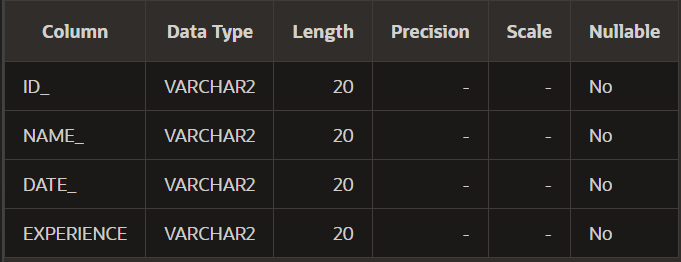 Column Data Type Length Precision Scale Nullable
ID_ VARCHAR2 20 - - No
NAME_ VARCHAR2 20 - - No
DATE_ VARCHAR2 20 - - No
EXPERIENCE VARCHAR2 20 - - No